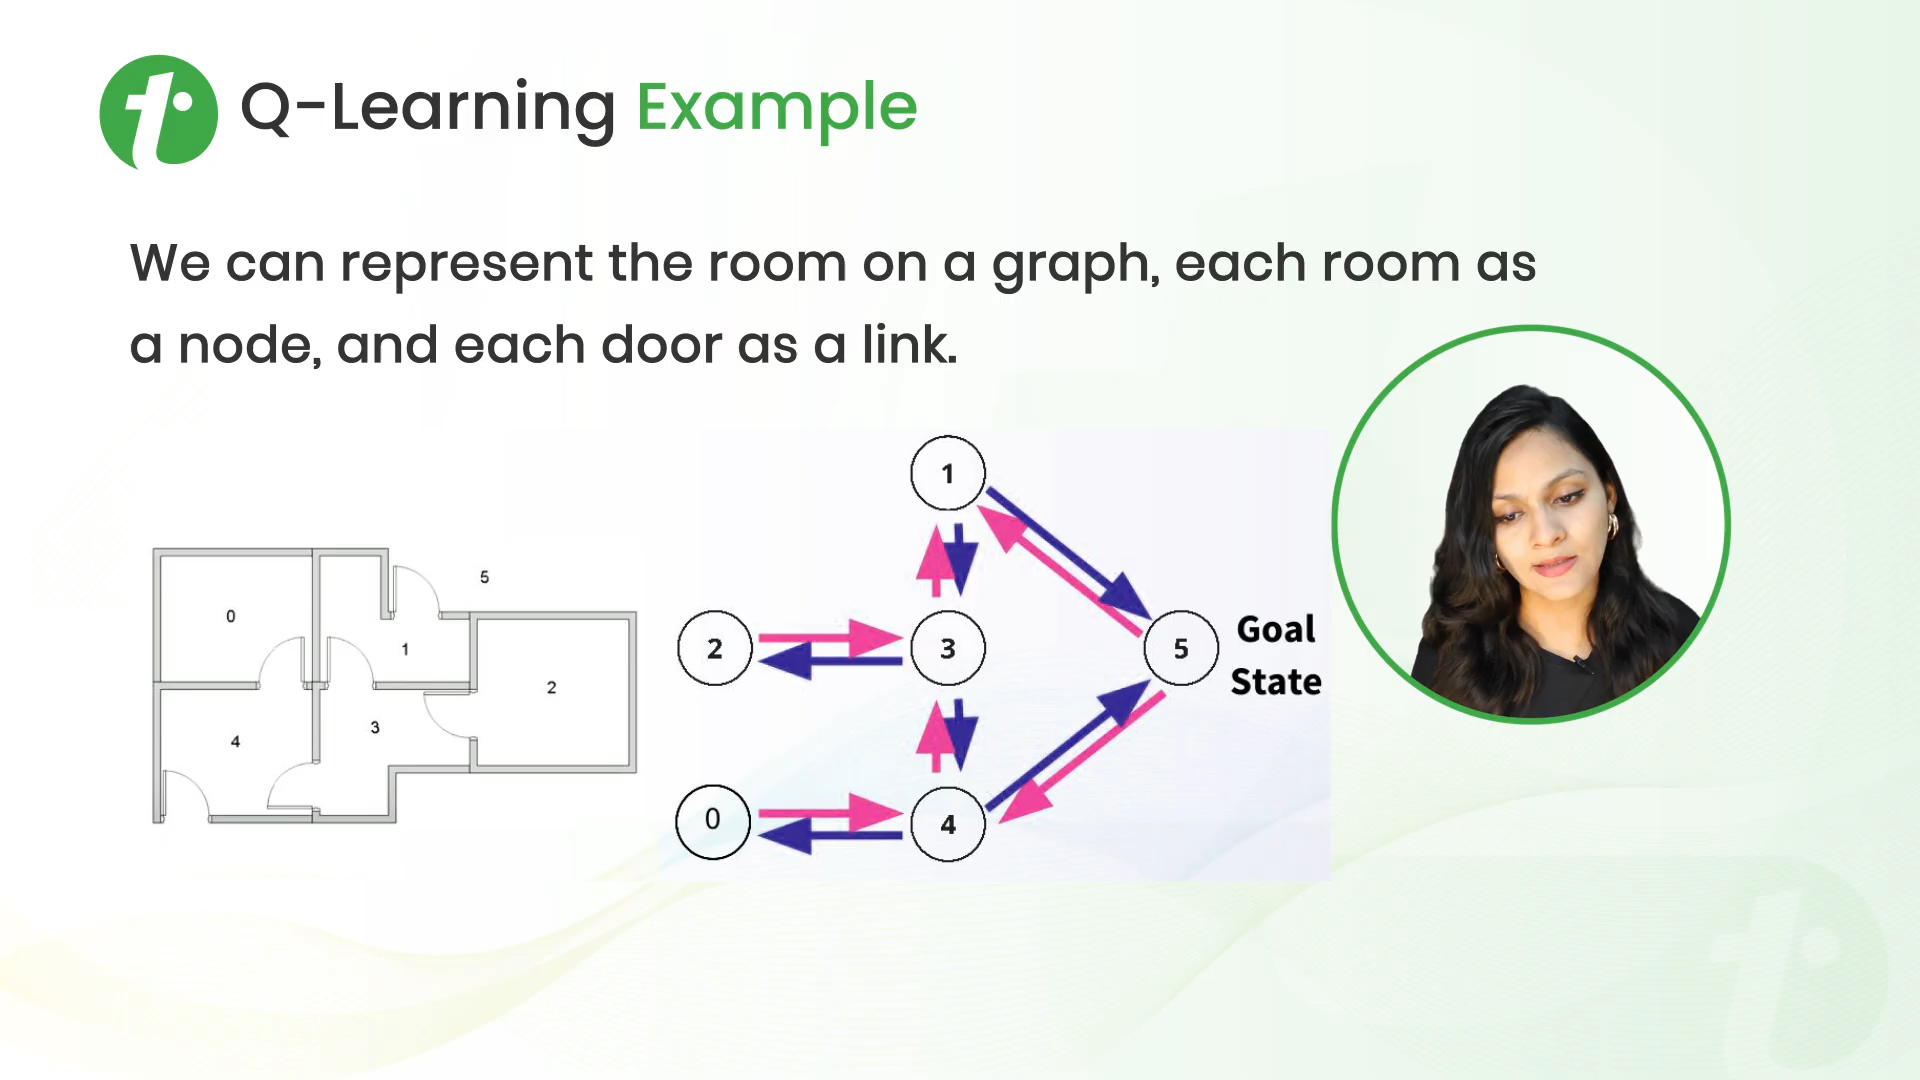 Q-Learning Example
We can represent the room on a graph, each room as
a node, and each door as a link.
0
1
2
3
4
5
1
2
3
5
Goal
State
0
4